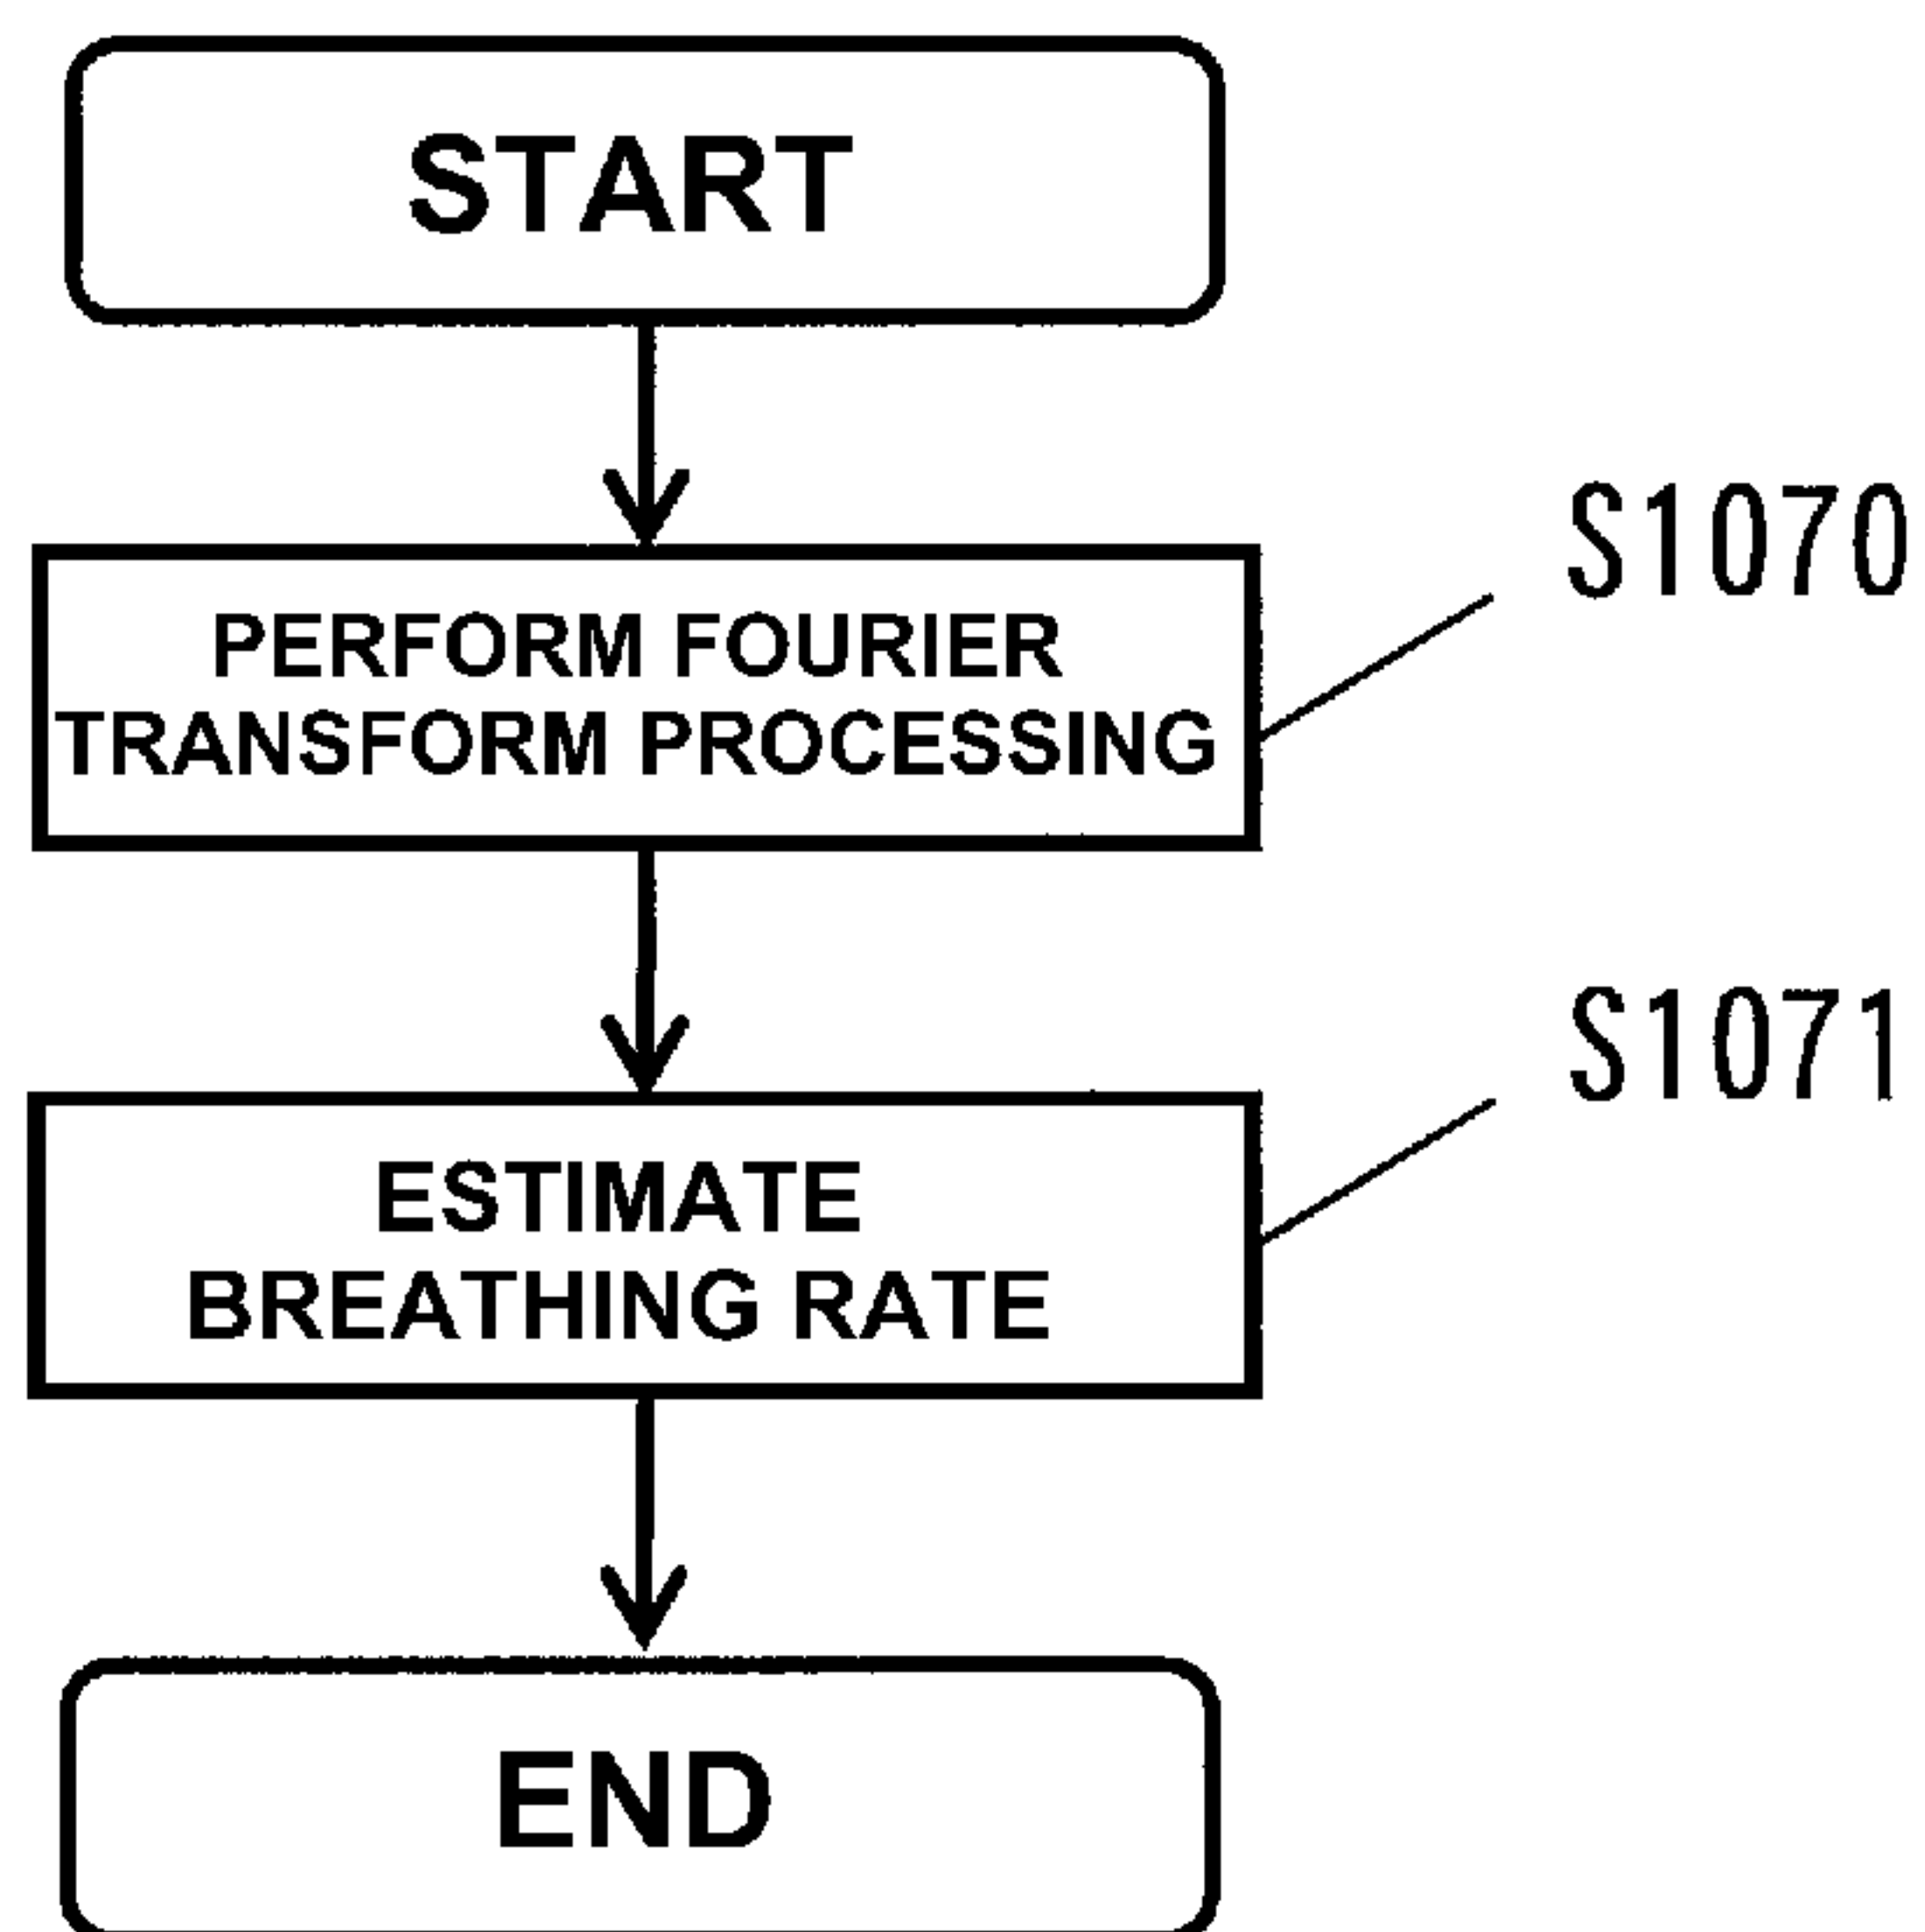 START
S1070
PERFORM FOURIER
TRANSFORM PROCESSING
S1071
ESTIMATE
BREATHING RATE
END